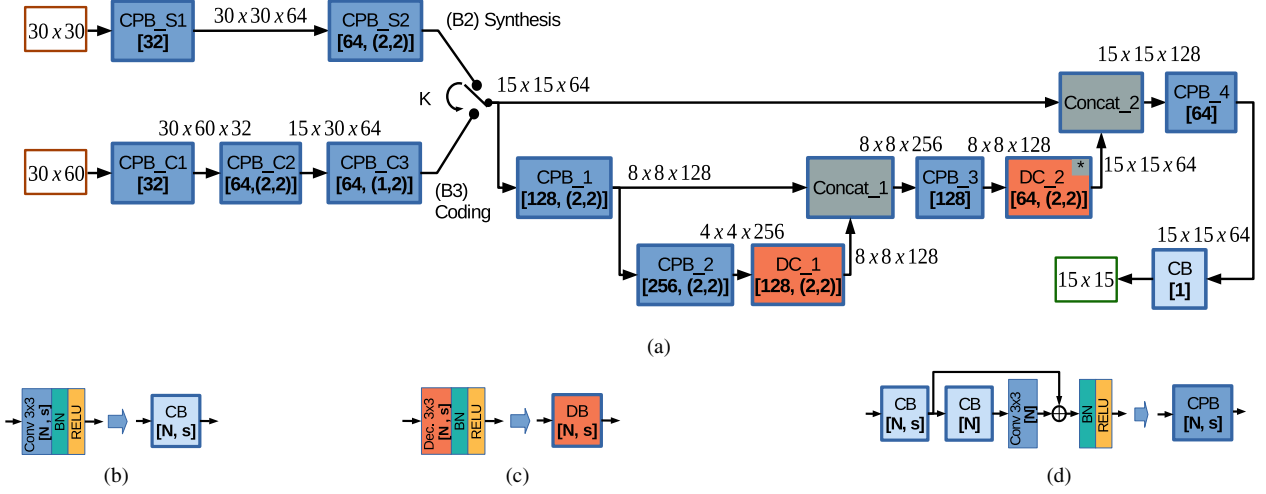 30 x 30
CPB_S1
[32]
30 x 30 x 64
CPB_S2
[64, (2,2)]
(B2) Synthesis
K
15 x 15 x 64
30 x 60
CPB_C1
[32]
30 x 60 x 32
CPB_C2
[64,(2,2)]
15 x 30 x 64
CPB_C3
[64, (1,2)]
(B3)
Coding
CPB_1
[128, (2,2)]
8 x 8 x 128
CPB_2
[256, (2,2)]
4 x 4 x 256
DC_1
[128, (2,2)]
8 x 8 x 128
Concat_1
8 x 8 x 256
CPB_3
[128]
8 x 8 x 128
DC_2
*
[64, (2,2)]
15 x 15 x 64
Concat_2
15 x 15 x 128
CPB_4
[64]
15 x 15 x 64
CB
[1]
15 x 15
(a)
Conv 3x3
[N, s]
BN
RELU
CB
[N, s]
(b)
Dec. 3x3
[N, s]
BN
RELU
DB
[N, s]
(c)
CB
[N, s]
CB
[N]
Conv 3x3
[N]
BN
RELU
CPB
[N, s]
(d)